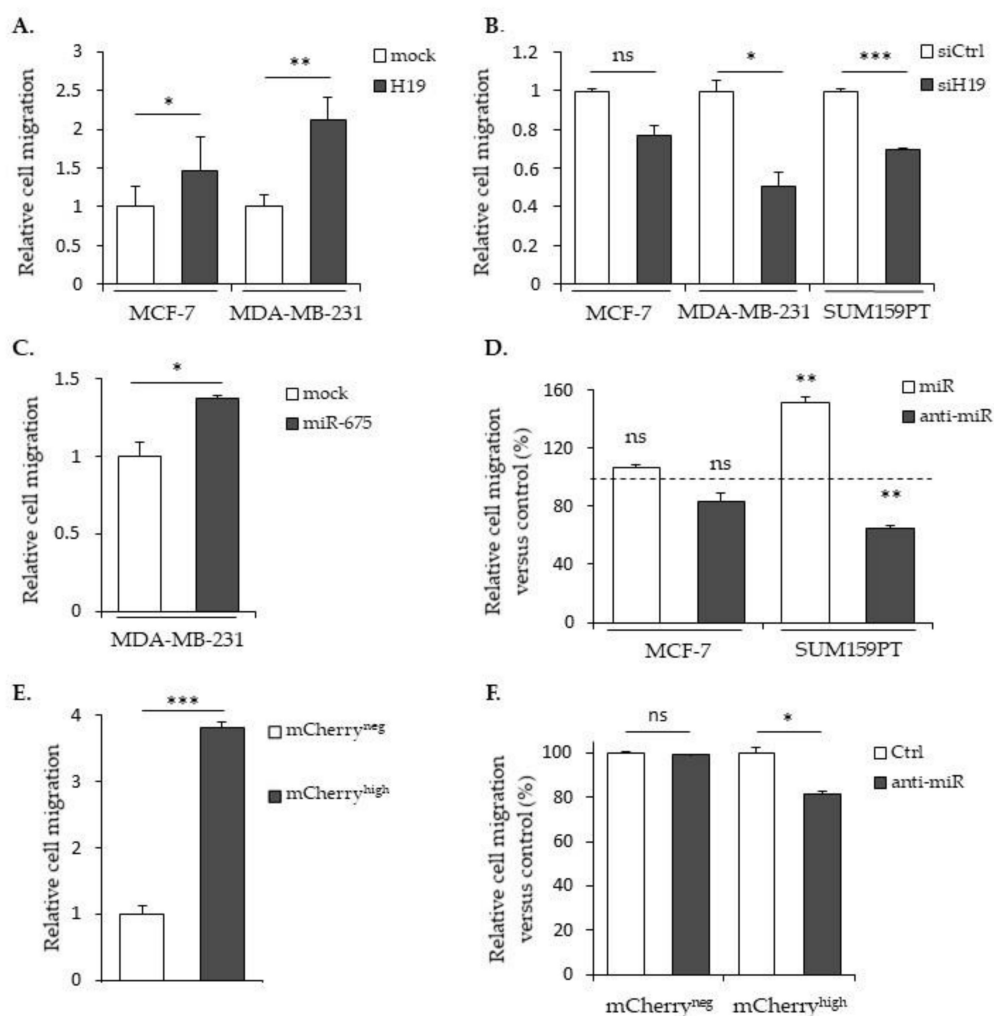 A.
Relative cell migration
3
2.5
2
1.5
1
0.5
0
*
**
mock
H19
MCF-7 MDA-MB-231
B.
Relative cell migration
1.2
1
0.8
0.6
0.4
0.2
0
ns
*
***
siCtrl
siH19
MCF-7 MDA-MB-231 SUM159PT
C.
Relative cell migration
1.5
1
0.5
0
*
mock
miR-675
MDA-MB-231
D.
Relative cell migration
versus control (%)
160
120
80
40
0
ns
ns
**
**
miR
anti-miR
MCF-7 SUM159PT
E.
Relative cell migration
4
3
2
1
0
***
mCherryneg
mCherryhigh
F.
Relative cell migration
versus control (%)
100
80
60
40
20
0
ns
*
Ctrl
anti-miR
mCherryneg mCherryhigh